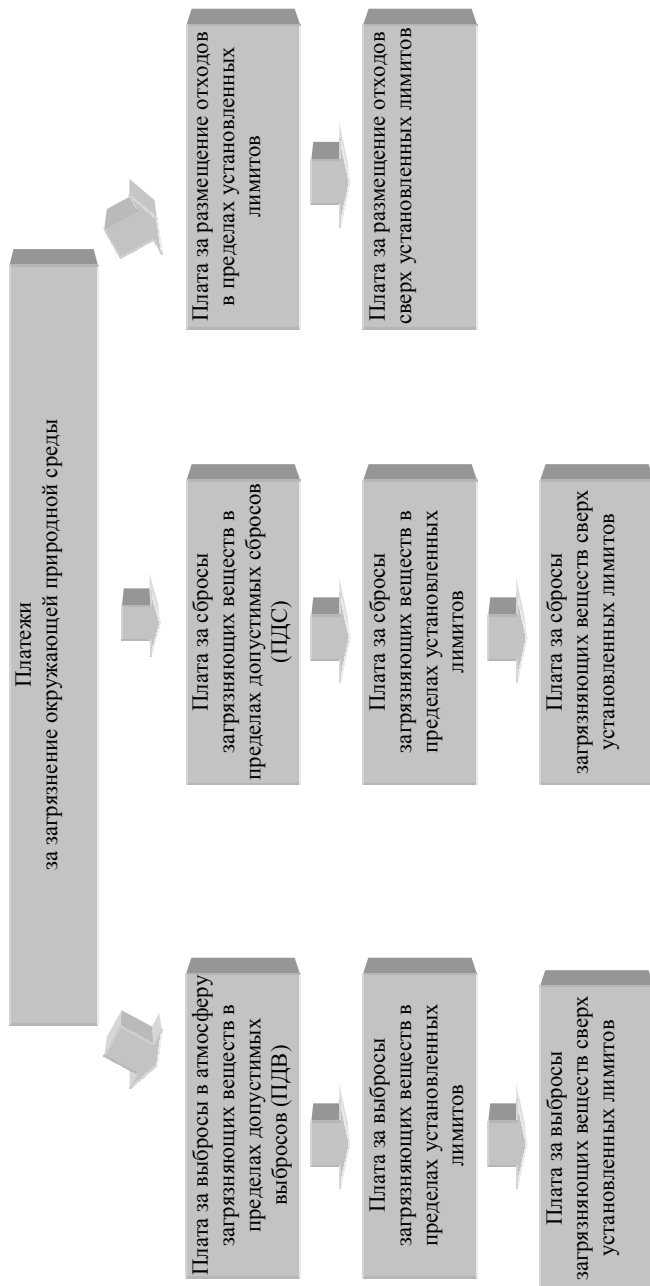 Платежи
за загрязнение окружающей природной среды
Плата за выбросы в атмосферу
загрязняющих веществ в
пределах допустимых
выбросов (ПДВ)
Плата за выбросы
загрязняющих веществ в
пределах установленных
лимитов
Плата за выбросы
загрязняющих веществ сверх
установленных лимитов
Плата за сбросы
загрязняющих веществ в
пределах допустимых сбросов
(ПДС)
Плата за сбросы
загрязняющих веществ в
пределах установленных
лимитов
Плата за сбросы
загрязняющих веществ сверх
установленных лимитов
Плата за размещение отходов
в пределах установленных
лимитов
Плата за размещение отходов
сверх установленных лимитов